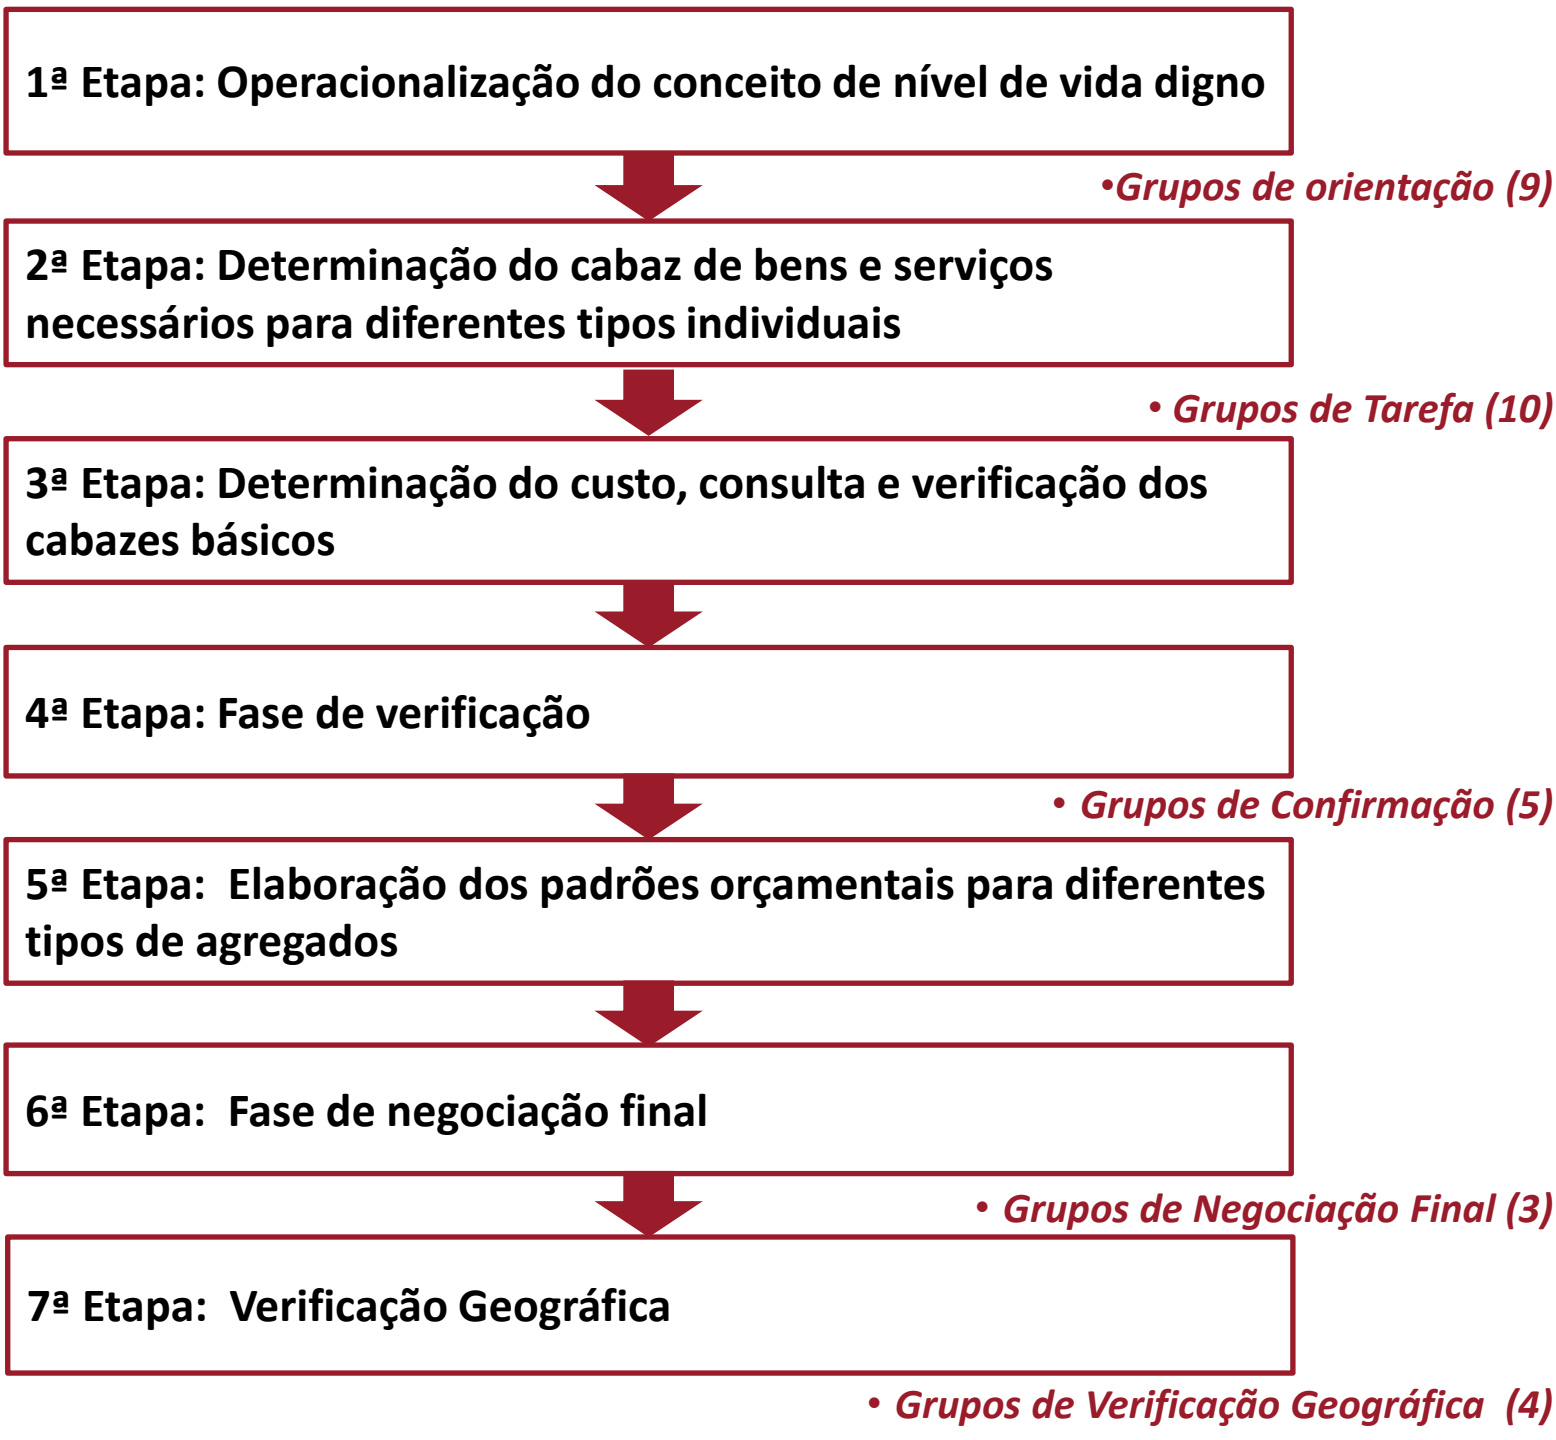 1ª Etapa: Operacionalização do conceito de nível de vida digno
•Grupos de orientação (9)
2ª Etapa: Determinação do cabaz de bens e serviços
necessários para diferentes tipos individuais
• Grupos de Tarefa (10)
3ª Etapa: Determinação do custo, consulta e verificação dos
cabazes básicos
4ª Etapa: Fase de verificação
• Grupos de Confirmação (5)
5ª Etapa:  Elaboração dos padrões orçamentais para diferentes
tipos de agregados
6ª Etapa:  Fase de negociação final
• Grupos de Negociação Final (3)
7ª Etapa:  Verificação Geográfica
• Grupos de Verificação Geográfica  (4)